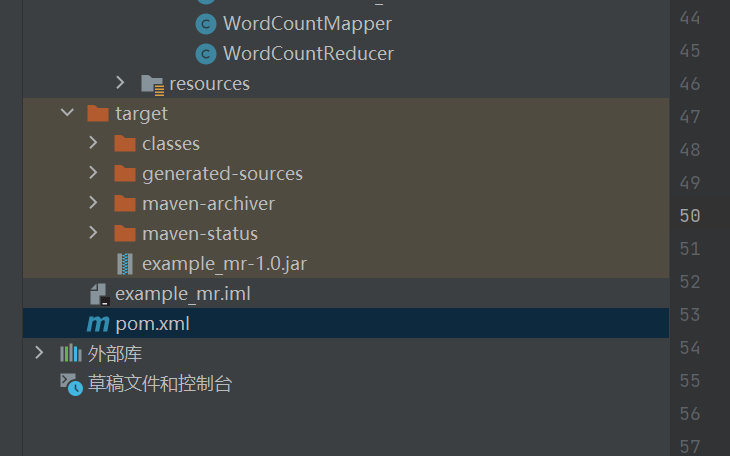 WordCountMapper
WordCountReducer
resources
target
classes
generated-sources
maven-archiver
maven-status
example_mr-1.0.jar
example_mr.iml
pom.xml
外部库
草稿文件和控制台
44
45
46
47
48
49
50
51
52
53
54
55
56
57